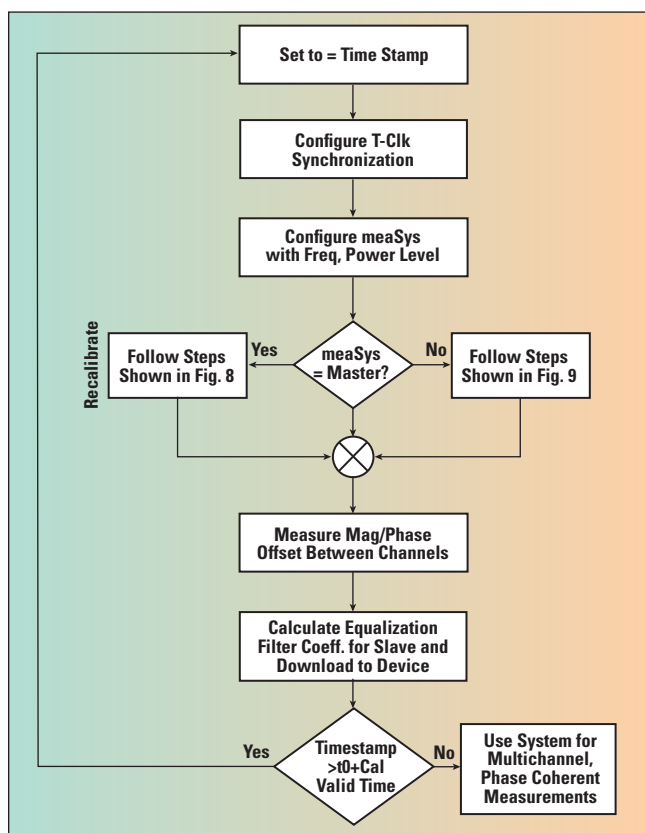 Set to = Time Stamp
Configure T-Clk
Synchronization
Configure meaSys
with Freq, Power Level
Recalibrate
Yes
No
Follow Steps
Shown in Fig. 8
meaSys
= Master?
Follow Steps
Shown in Fig. 9
Measure Mag/Phase
Offset Between Channels
Calculate Equalization
Filter Coeff. for Slave and
Download to Device
Yes
Timestamp
>t0+Cal
Valid Time
No
Use System for
Multichannel,
Phase Coherent
Measurements